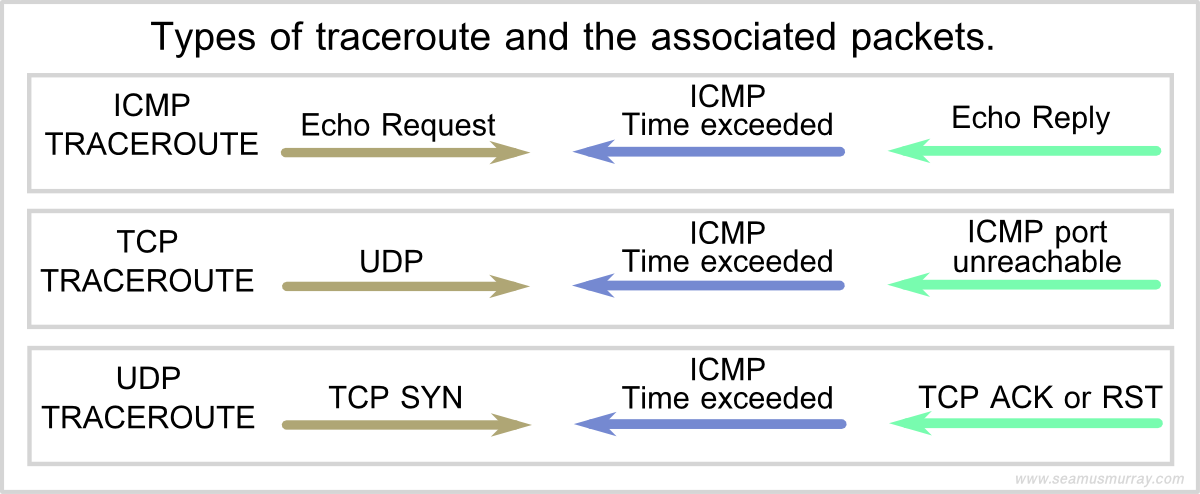 Types of traceroute and the associated packets.
ICMP
TRACEROUTE
Echo Request
ICMP
Time exceeded
Echo Reply
TCP
TRACEROUTE
UDP
ICMP
Time exceeded
ICMP port
unreachable
UDP
TRACEROUTE
TCP SYN
ICMP
Time exceeded
TCP ACK or RST
www.seamusmurray.com